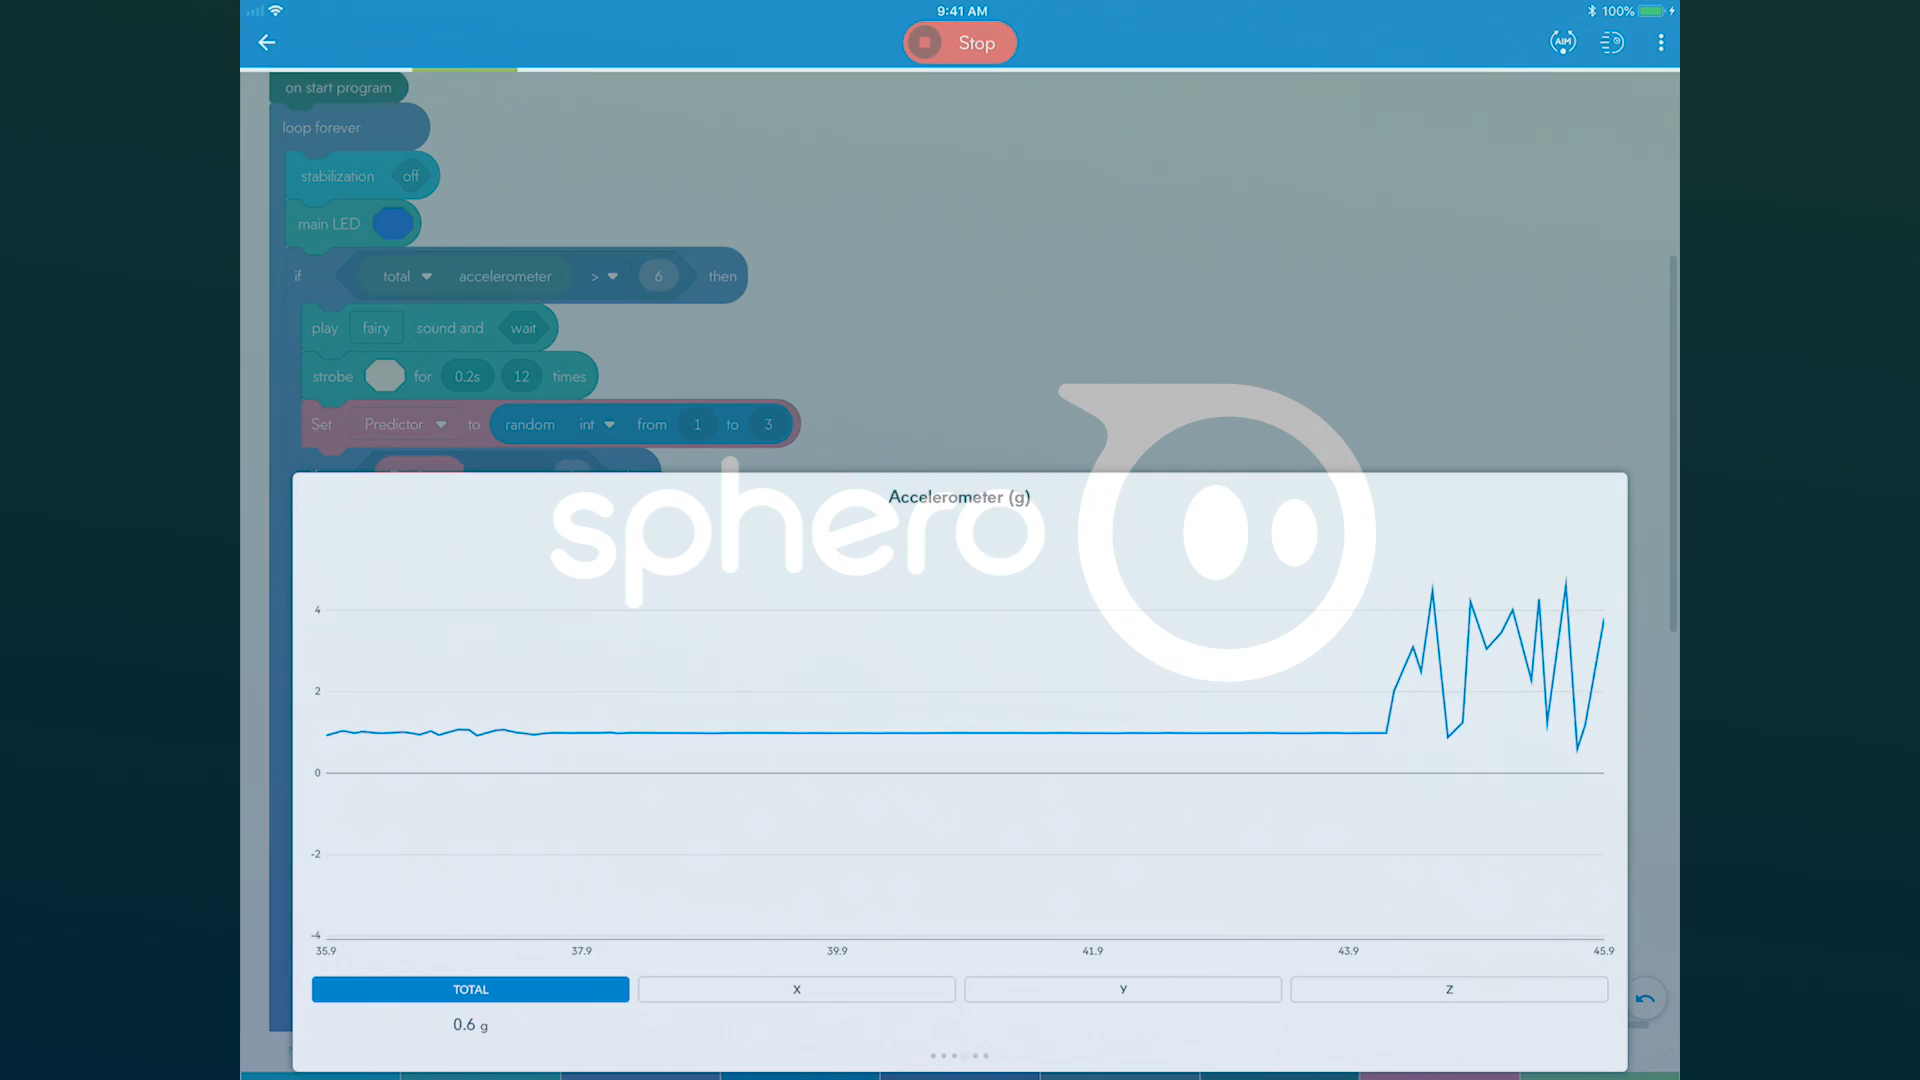 9:41 AM
100%
Stop
AIM
on start program
loop forever
stabilization off
main LED
if total accelerometer > 6 then
play fairy sound and wait
strobe for 0.2s 12 times
Set Predictor to random int from 1 to 3
sphero
Accelerometer (g)
4
2
0
-2
-4
35.9 37.9 39.9 41.9 43.9 45.9
TOTAL X Y Z
0.6 g